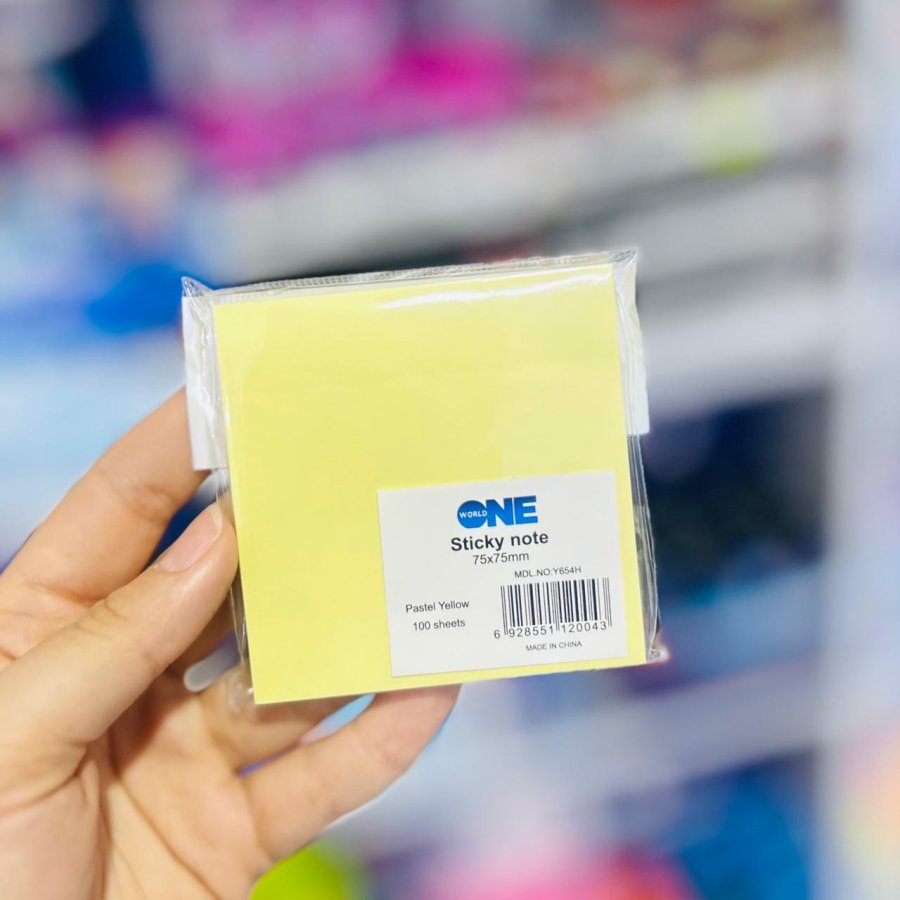 WORLD ONE
Sticky note
75x75mm
MDL.NO:Y654H
Pastel Yellow
100 sheets
6 928551 120043
MADE IN CHINA